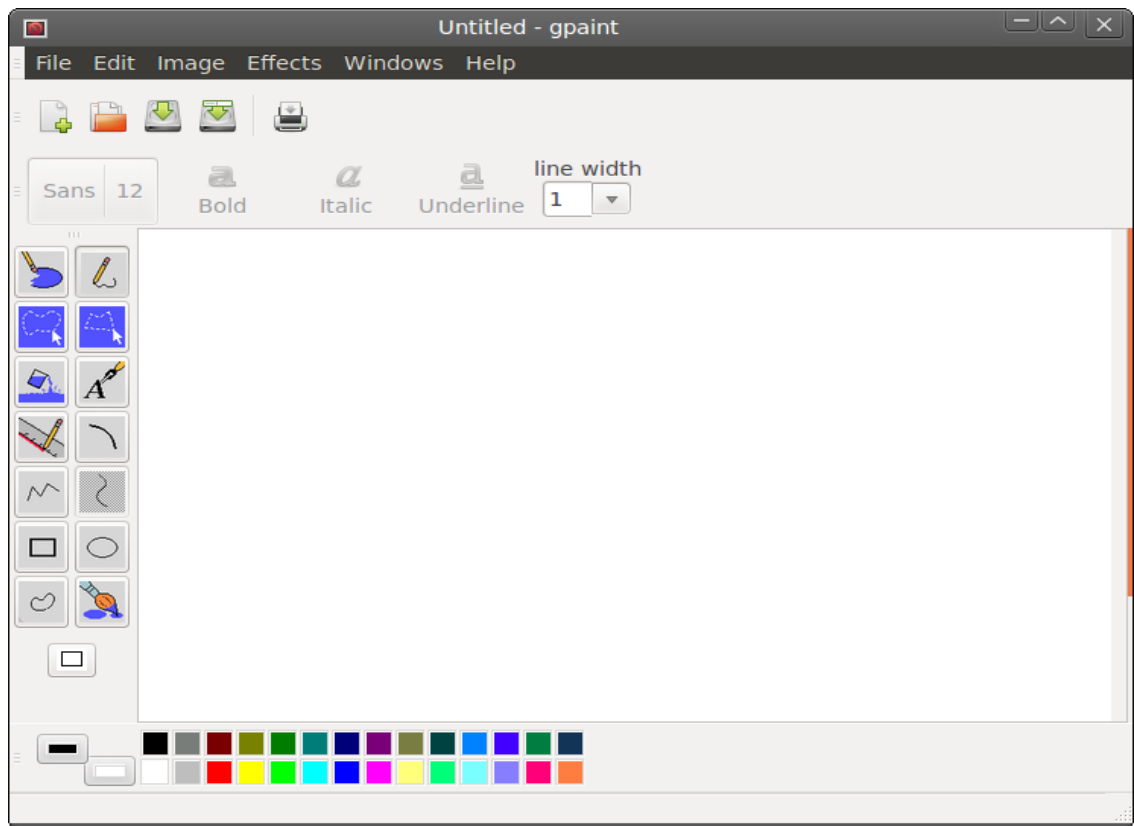 Untitled - gpaint
File Edit Image Effects Windows Help
line width
Sans 12 Bold Italic Underline 1